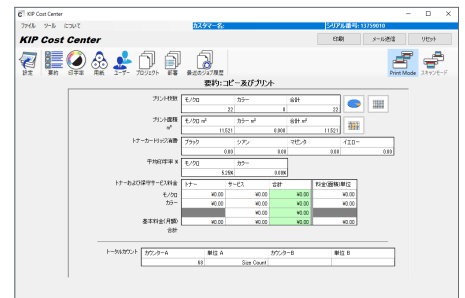 KIP Cost Center
ファイル ツール について
カスタマー名: シリアル番号: 13759010
KIP Cost Center 印刷 メール送信 リセット
設定 要約 印字率 用紙 ユーザー プロジェクト 部署 最近のジョブ履歴 Print Mode スキャンモード
要約:コピー及びプリント
プリント枚数 モノクロ カラー 合計
22 0 22
プリント面積 モノクロ m² カラー m² 合計 m²
m² 11.521 0.000 11.521
トナーカートリッジ消費 ブラック シアン マゼンタ イエロー
0.00 0.00 0.00 0.00
平均印字率 % モノクロ カラー
6.26% 0.00%
トナーおよび保守サービス料金 トナー サービス 合計 料金(面積)単位
モノクロ ¥0.00 ¥0.00 ¥0.00 ¥0.00
カラー ¥0.00 ¥0.00 ¥0.00 ¥0.00
基本料金(月額) ¥0.00 ¥0.00 ¥0.00
合計 ¥0.00 ¥0.00 ¥0.00
トータルカウント カウンターA 単位 A カウンターB 単位 B
88 Size Count